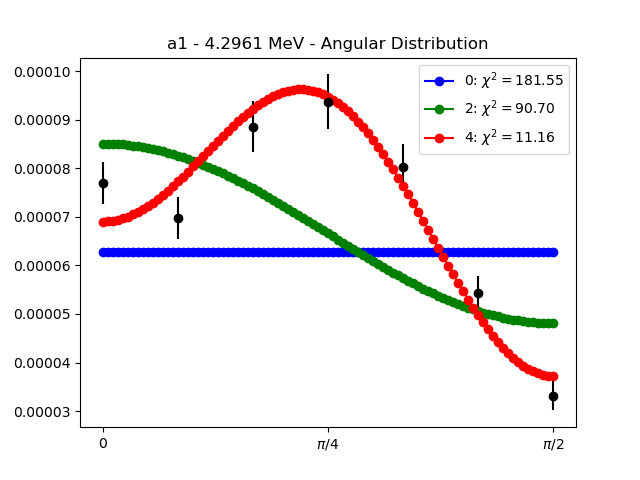 a1 - 4.2961 MeV - Angular Distribution
0: χ² = 181.55
2: χ² = 90.70
4: χ² = 11.16
0.00010
0.00009
0.00008
0.00007
0.00006
0.00005
0.00004
0.00003
0
π/4
π/2